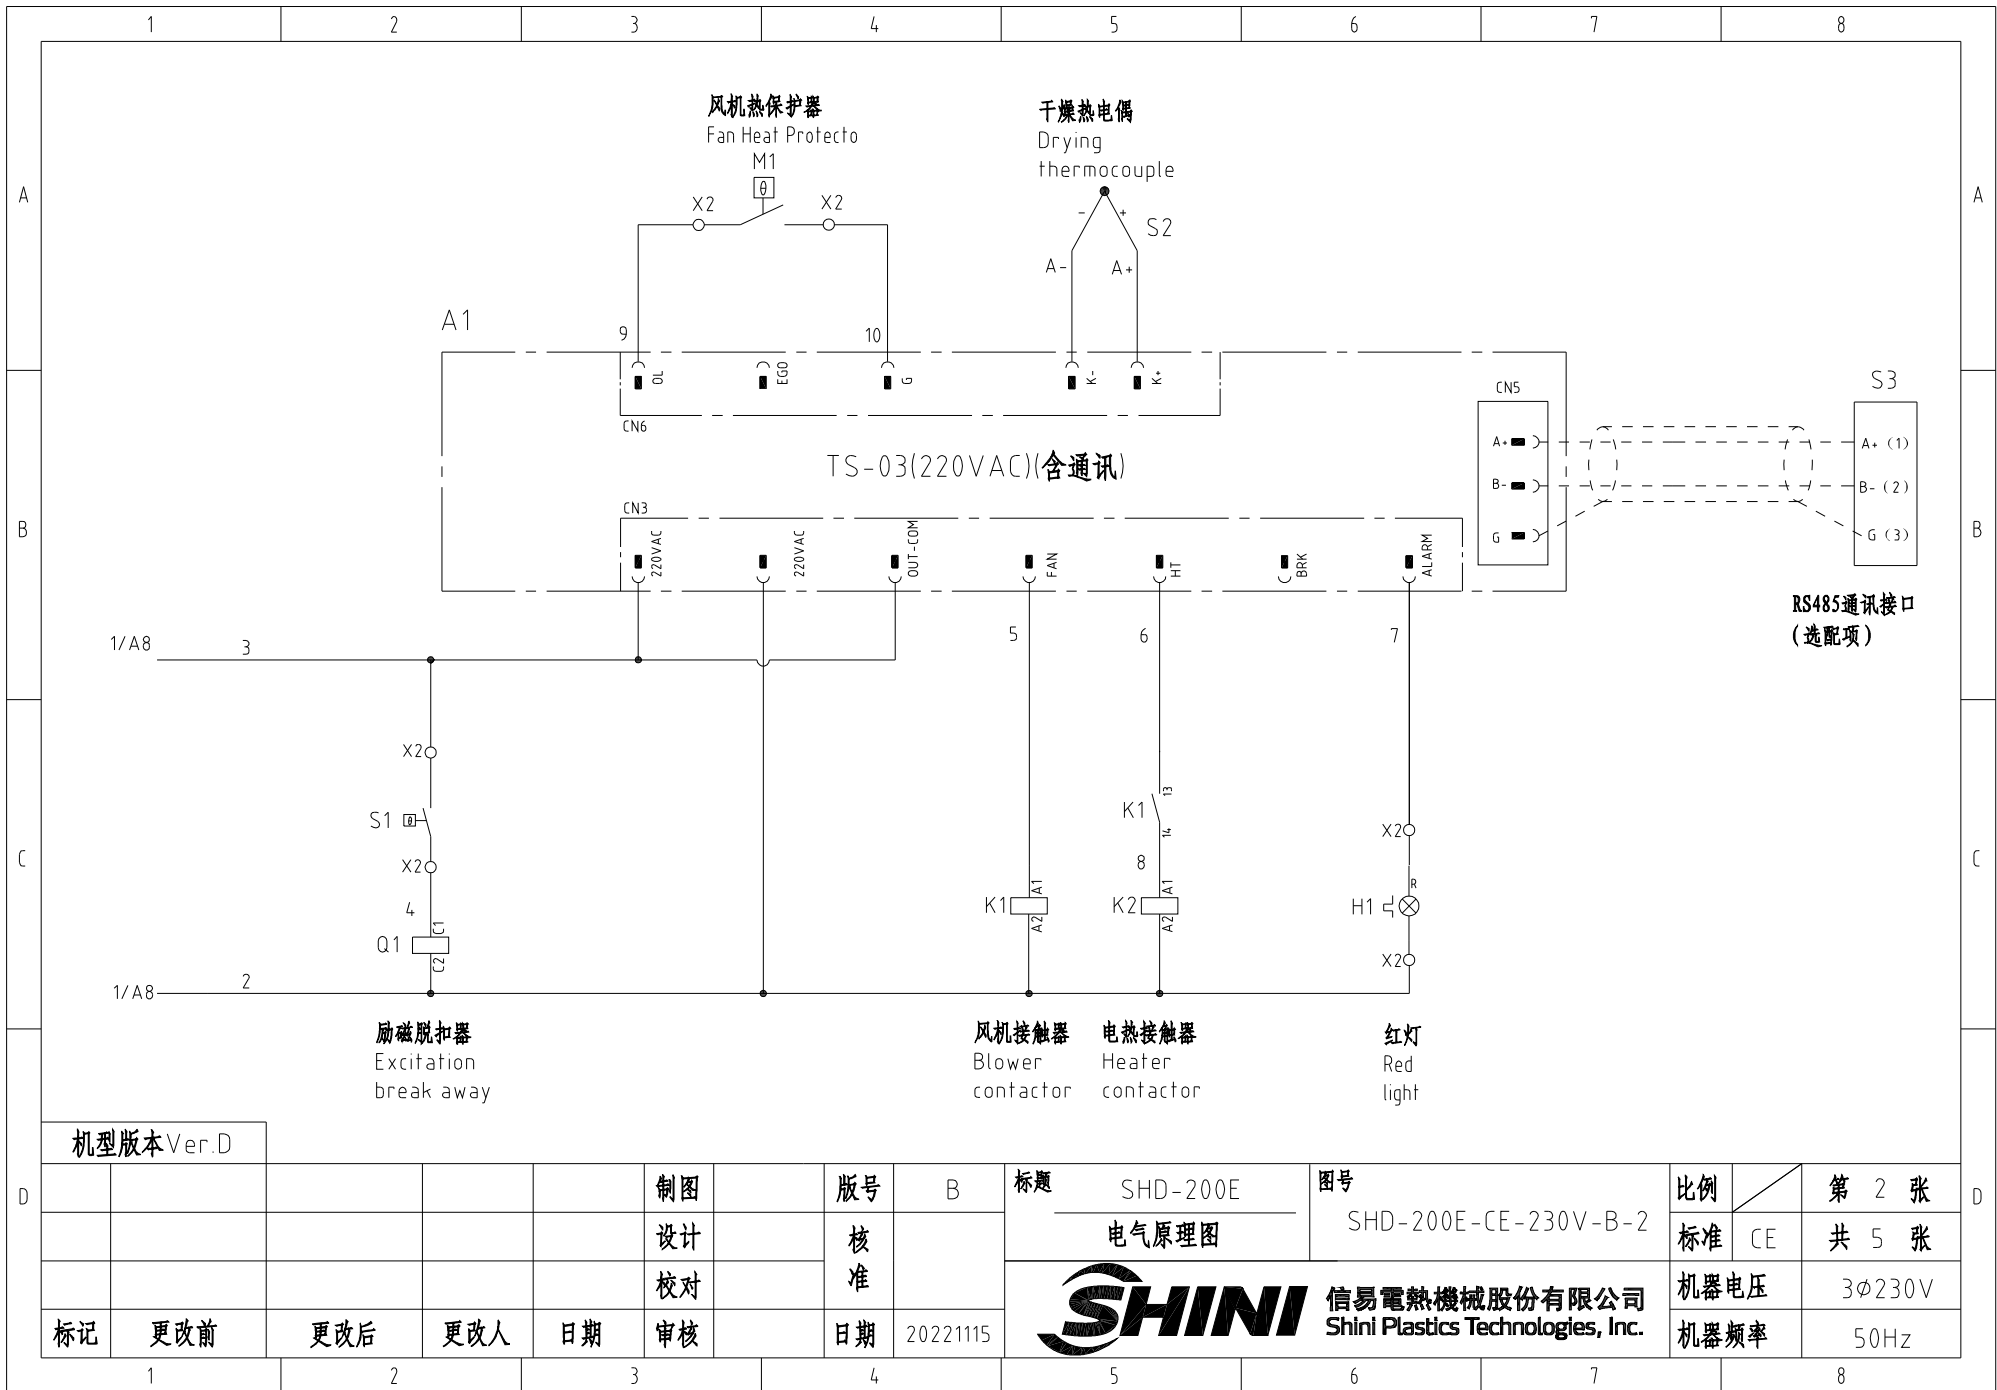 1 2 3 4 5 6 7 8
A A
B B
C C
D D
风机热保护器
Fan Heat Protecto
M1
θ
X2 X2
干燥热电偶
Drying
thermocouple
- +
S2
A- A+
A1
9 10
OL EGO G K- K+
CN6
TS-03(220VAC)(含通讯)
CN3
220VAC 220VAC OUT-COM FAN HT BRK ALARM
CN5
A+
B-
G
S3
A+ (1)
B- (2)
G (3)
RS485通讯接口
(选配项)
1/A8 3
5 6 7
X2
S1 θ
X2
4
Q1 C1 C2
K1 13 14
8
K1 A1 A2
K2 A1 A2
X2
R
H1
X2
1/A8 2
励磁脱扣器
Excitation
break away
风机接触器
Blower
contactor
电热接触器
Heater
contactor
红灯
Red
light
机型版本Ver.D
制图 版号 B
设计 核准
校对
标记 更改前 更改后 更改人 日期 审核 日期 20221115
标题 SHD-200E
电气原理图
图号
SHD-200E-CE-230V-B-2
比例 第 2 张
标准 CE 共 5 张
机器电压 3Φ230V
机器频率 50Hz
SHINI
信易電熱機械股份有限公司
Shini Plastics Technologies, Inc.
1 2 3 4 5 6 7 8